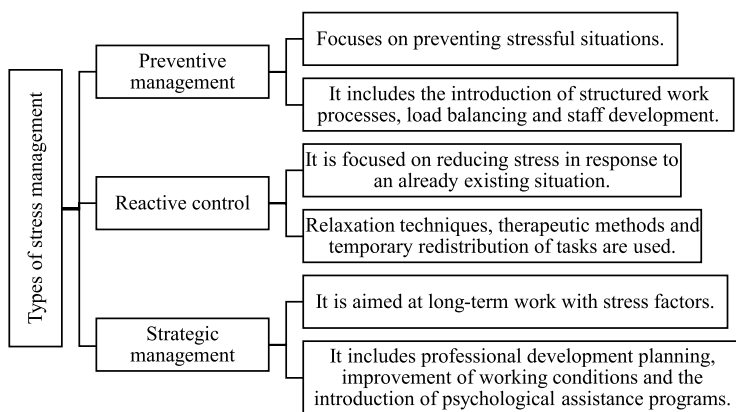 Types of stress management
Preventive
management
Focuses on preventing stressful situations.
It includes the introduction of structured work
processes, load balancing and staff development.
Reactive control
It is focused on reducing stress in response to
an already existing situation.
Relaxation techniques, therapeutic methods and
temporary redistribution of tasks are used.
Strategic
management
It is aimed at long-term work with stress factors.
It includes professional development planning,
improvement of working conditions and the
introduction of psychological assistance programs.